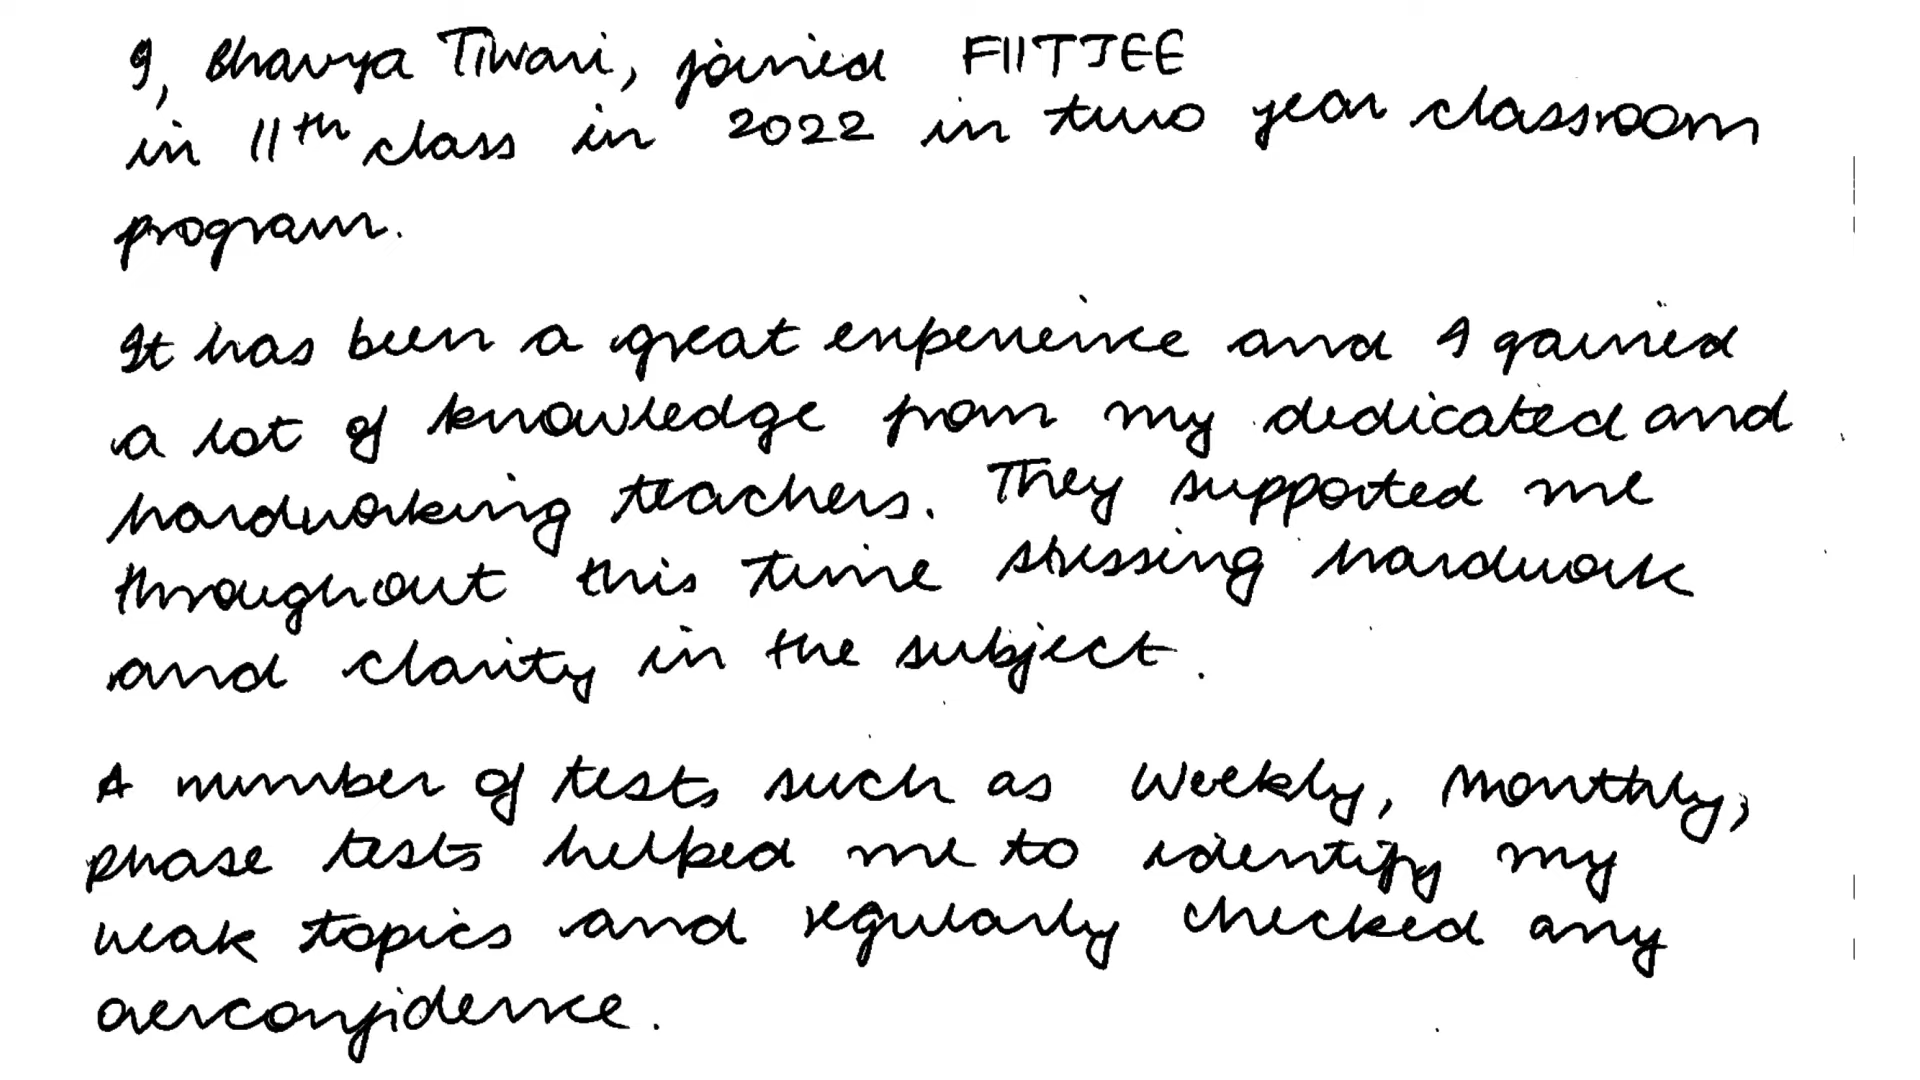 I, Bhavya Tiwari, joined FIITJEE
in 11th class in 2022 in two year classroom
program.
It has been a great experience and I gained
a lot of knowledge from my dedicated and
hardworking teachers. They supported me
throughout this time stressing hardwork
and clarity in the subject.
A number of tests such as Weekly, Monthly,
phase tests helped me to identify my
weak topics and regularly checked any
overconfidence.